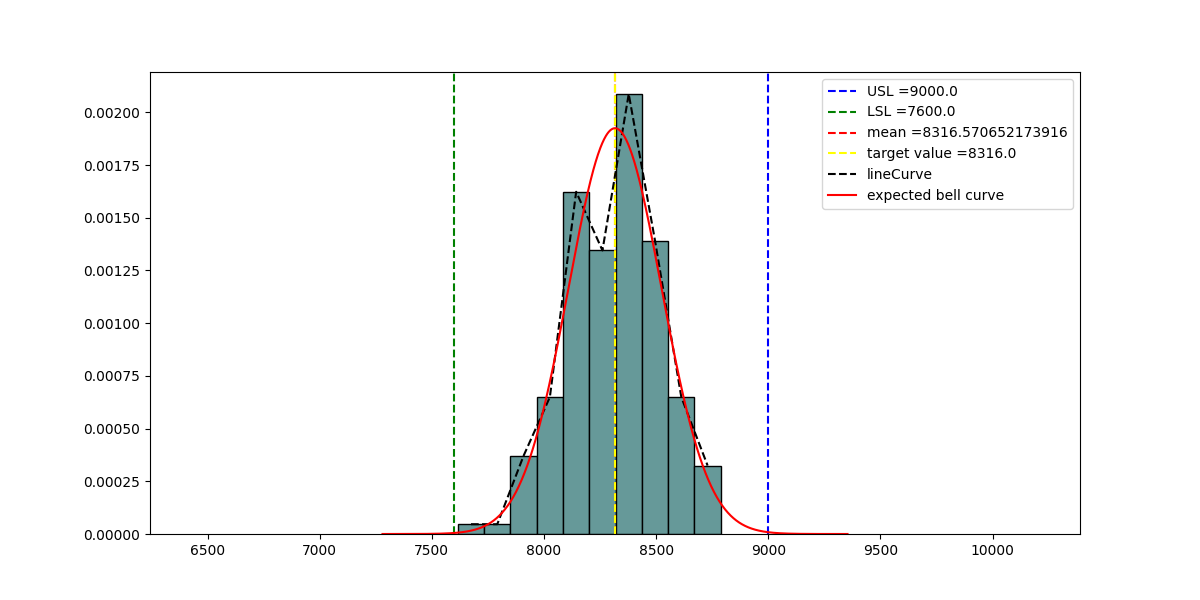 USL =9000.0
LSL =7600.0
mean =8316.570652173916
target value =8316.0
lineCurve
expected bell curve
0.00200
0.00175
0.00150
0.00125
0.00100
0.00075
0.00050
0.00025
0.00000
6500 7000 7500 8000 8500 9000 9500 10000